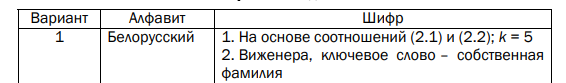 Вариант Алфавит Шифр
1 Белорусский 1. На основе соотношений (2.1) и (2.2); k = 5
2. Виженера, ключевое слово – собственная
фамилия